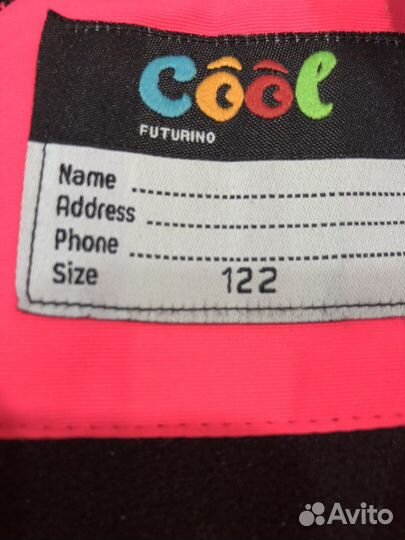 cool
FUTURINO
Name
Address
Phone
Size 122
Avito